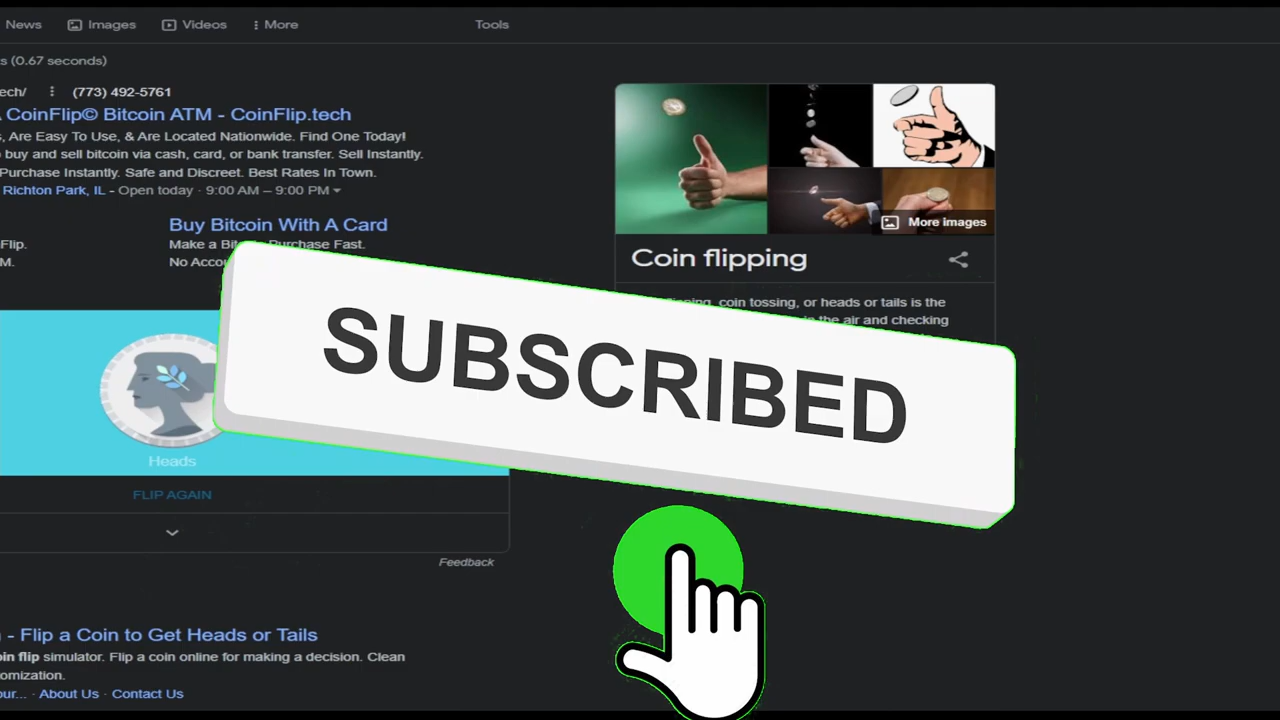 News Images Videos More Tools
s (0.67 seconds)
ech/ (773) 492-5761
CoinFlip© Bitcoin ATM - CoinFlip.tech
s, Are Easy To Use, & Are Located Nationwide. Find One Today!
buy and sell bitcoin via cash, card, or bank transfer. Sell Instantly.
Purchase Instantly. Safe and Discreet. Best Rates In Town.
Richton Park, IL - Open today · 9:00 AM – 9:00 PM
Buy Bitcoin With A Card
Flip. Make a Bitcoin Purchase Fast.
M. No Accou
More images
Coin flipping
coin tossing, or heads or tails is the
in the air and checking
SUBSCRIBED
Heads
FLIP AGAIN
Feedback
- Flip a Coin to Get Heads or Tails
oin flip simulator. Flip a coin online for making a decision. Clean
tomization.
our... · About Us · Contact Us